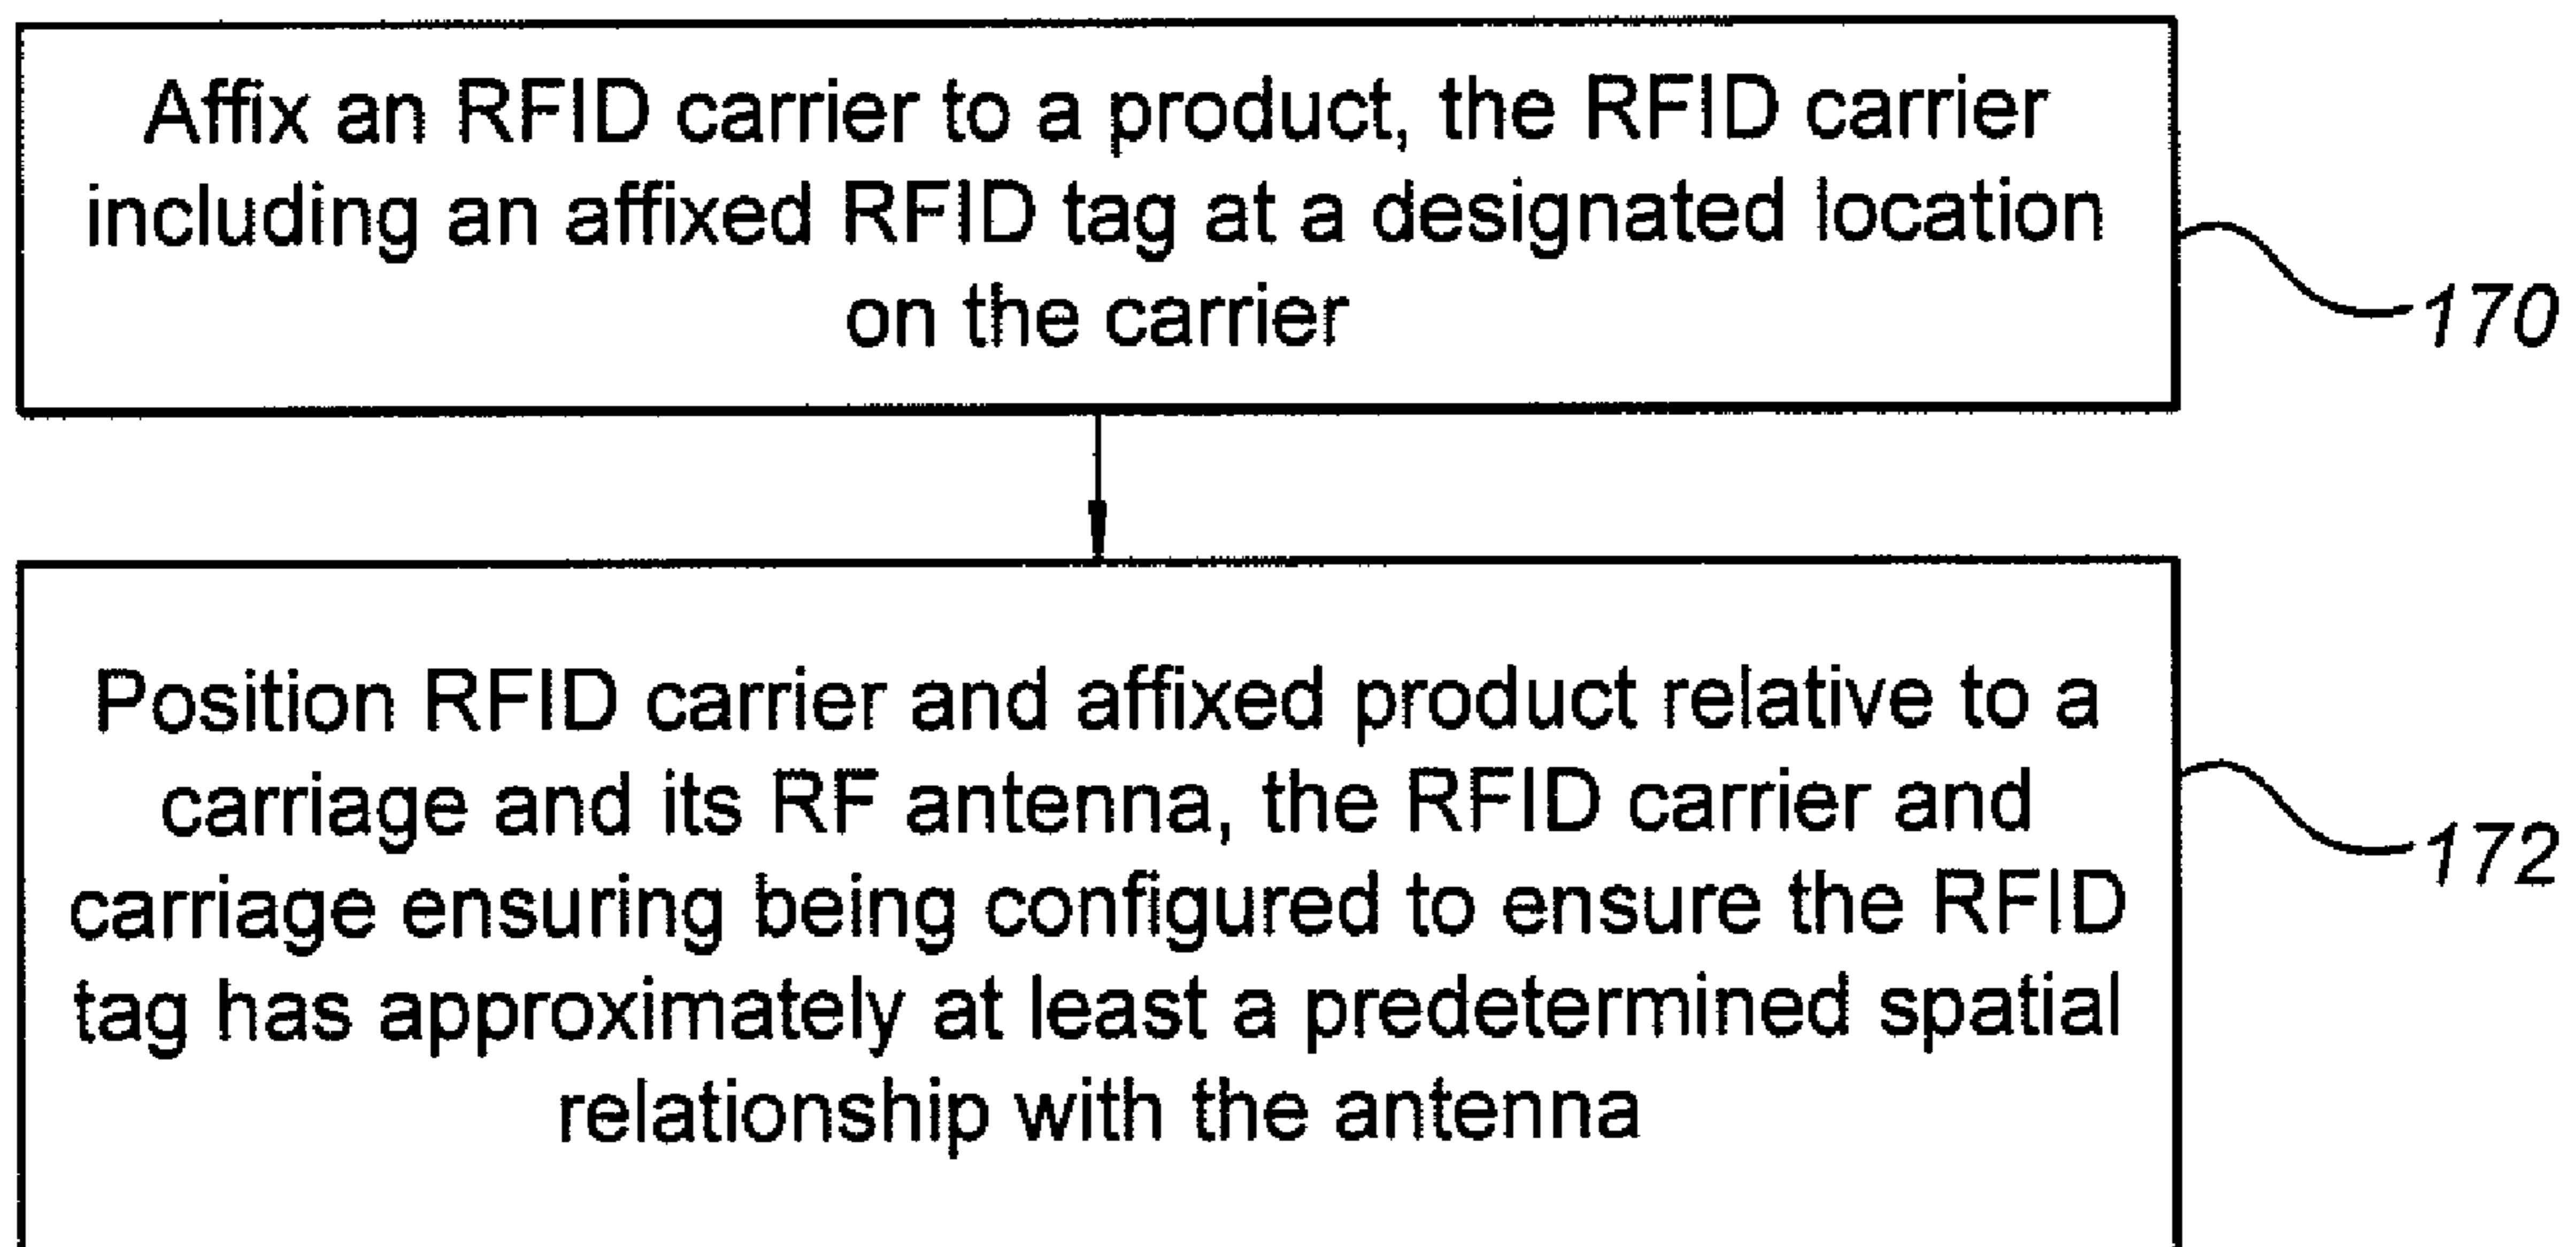 Affix an RFID carrier to a product, the RFID carrier
including an affixed RFID tag at a designated location
on the carrier
170
Position RFID carrier and affixed product relative to a
carriage and its RF antenna, the RFID carrier and
carriage ensuring being configured to ensure the RFID
tag has approximately at least a predetermined spatial
relationship with the antenna
172